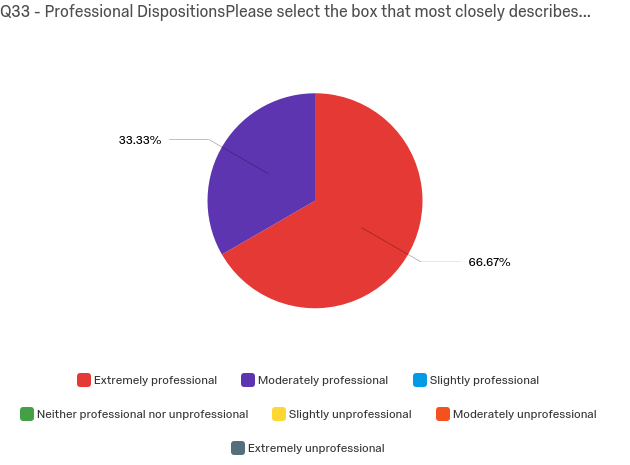 Q33 - Professional DispositionsPlease select the box that most closely describes...
33.33%
66.67%
Extremely professional Moderately professional Slightly professional
Neither professional nor unprofessional Slightly unprofessional Moderately unprofessional
Extremely unprofessional